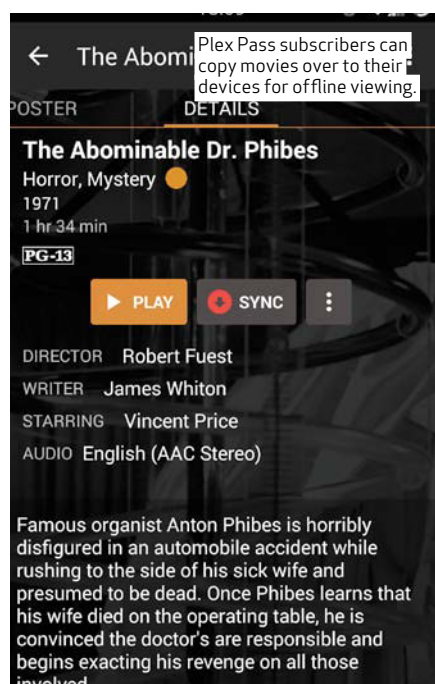 The Abomi
Plex Pass subscribers can
copy movies over to their
devices for offline viewing.
POSTER DETAILS
The Abominable Dr. Phibes
Horror, Mystery
1971
1 hr 34 min
PG-13
PLAY SYNC
DIRECTOR Robert Fuest
WRITER James Whiton
STARRING Vincent Price
AUDIO English (AAC Stereo)
Famous organist Anton Phibes is horribly
disfigured in an automobile accident while
rushing to the side of his sick wife and
presumed to be dead. Once Phibes learns that
his wife died on the operating table, he is
convinced the doctor's are responsible and
begins exacting his revenge on all those
involved